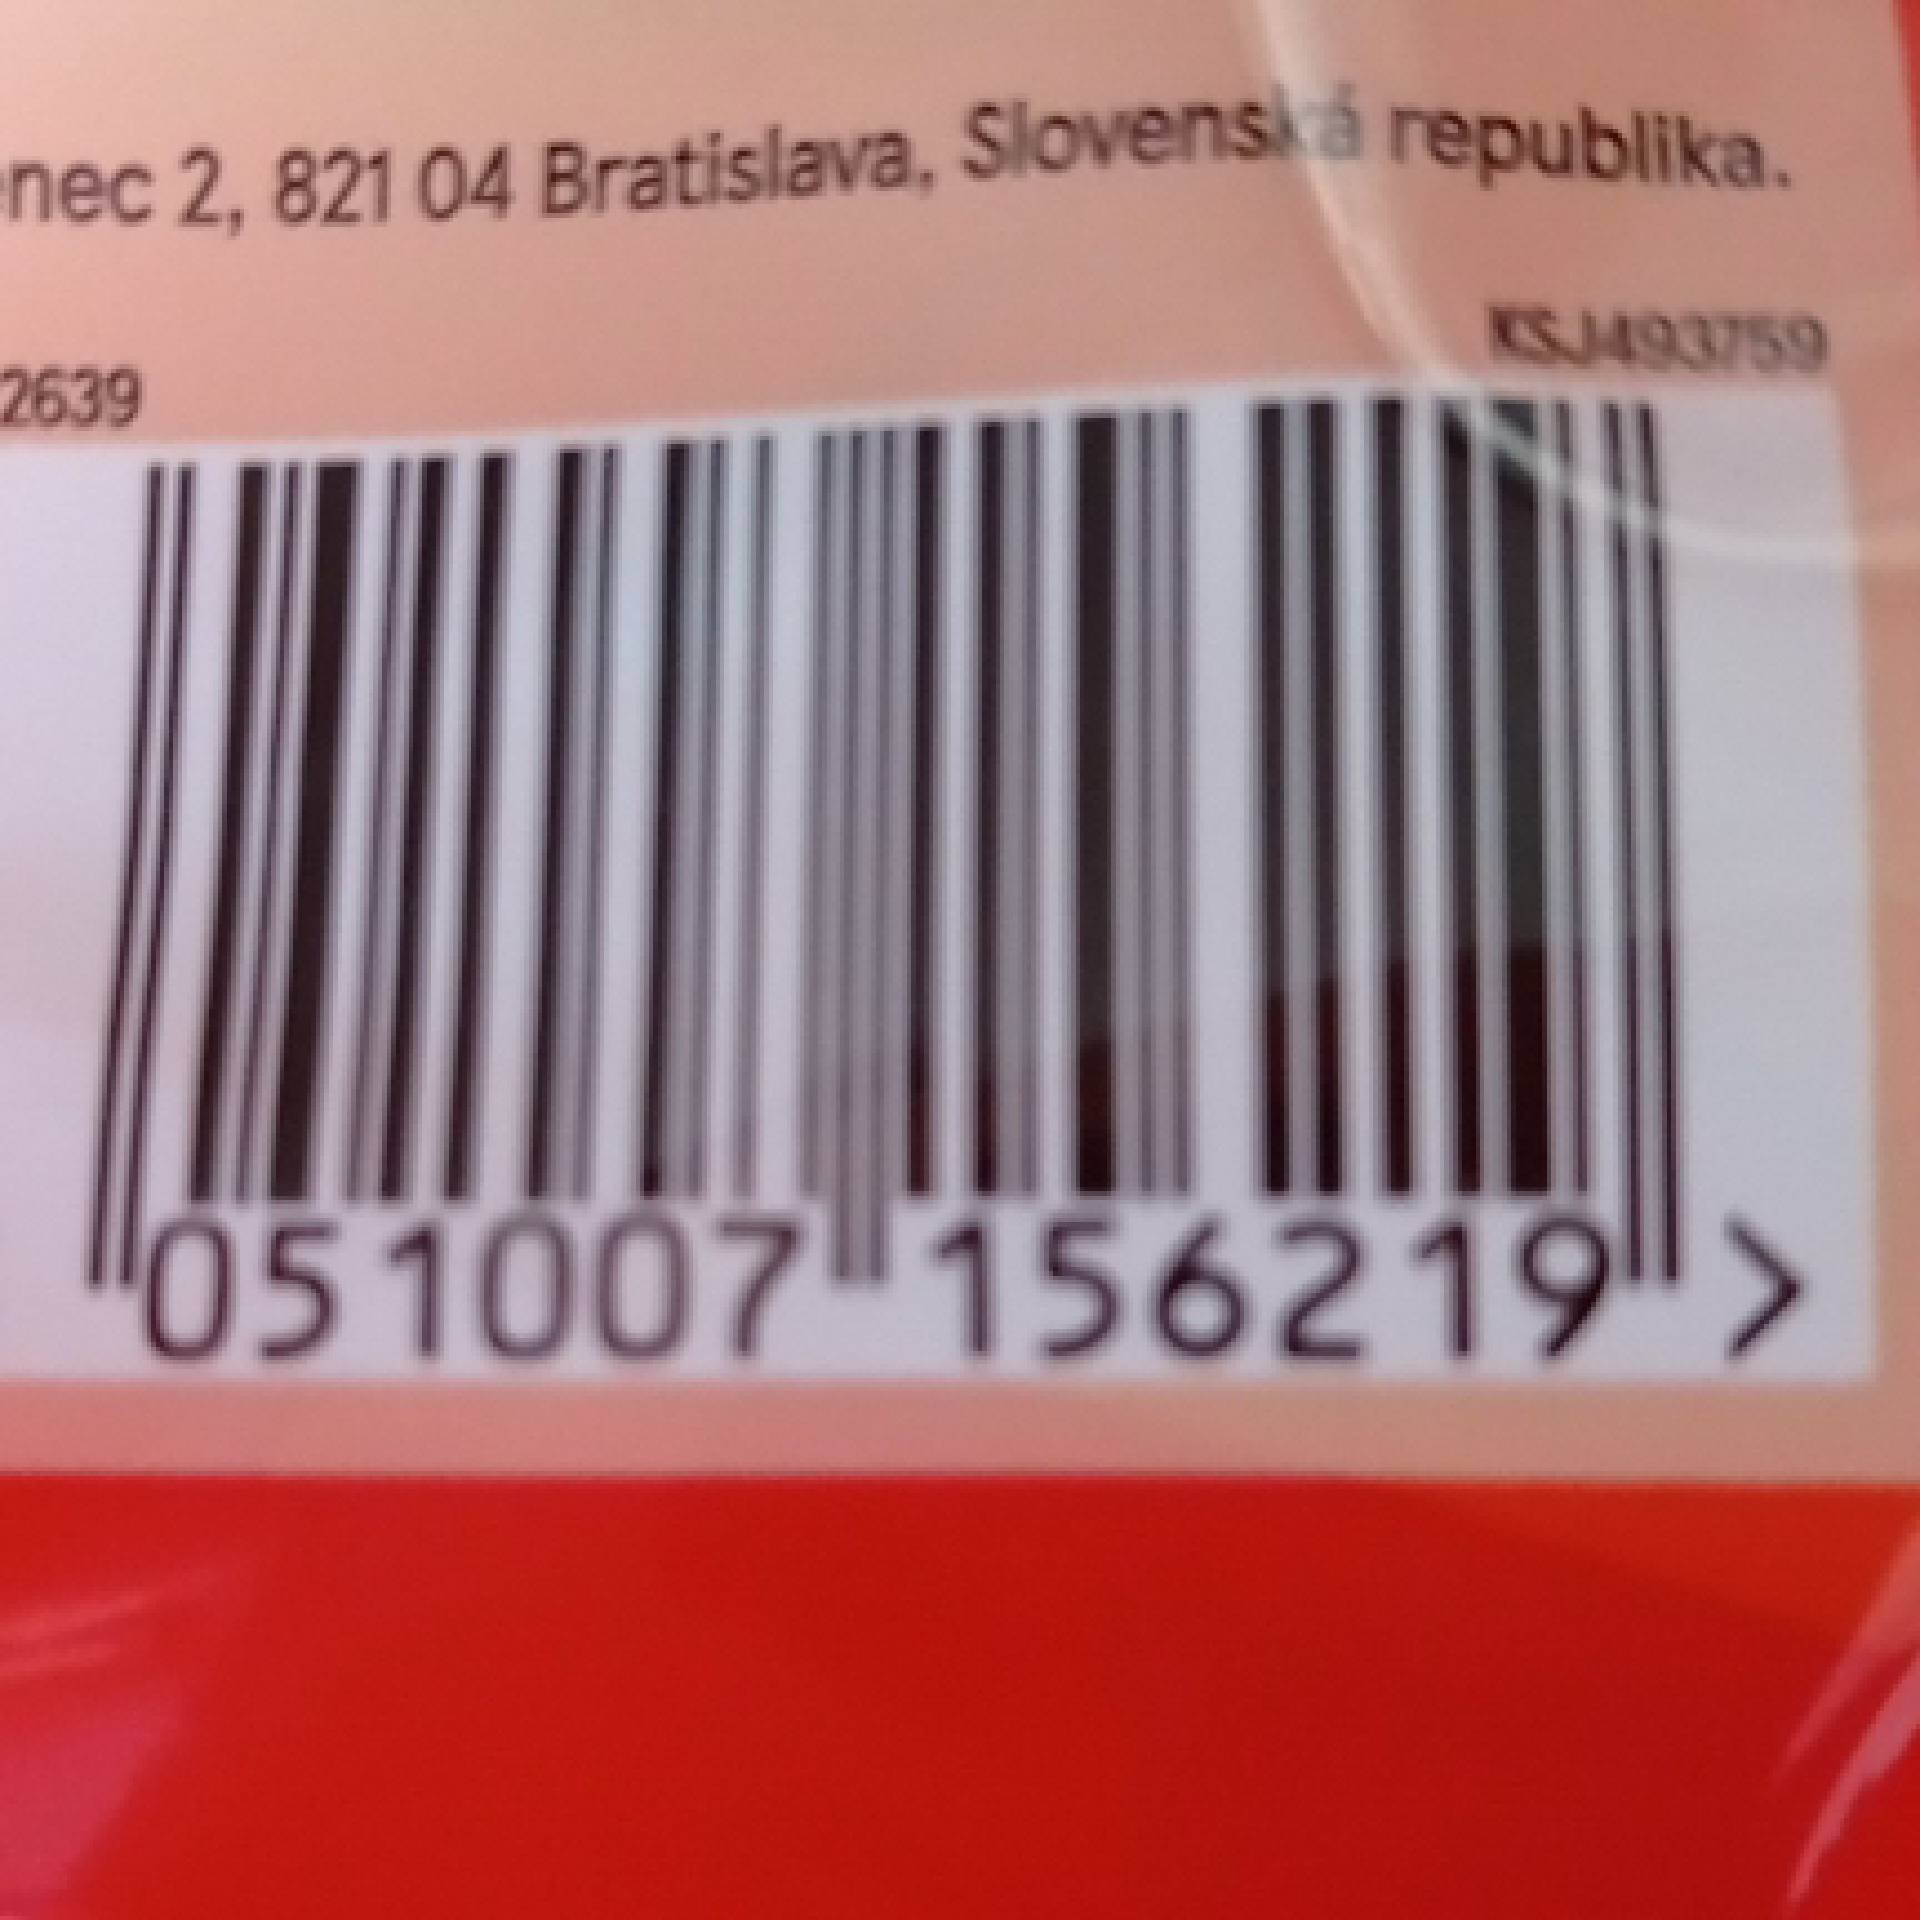 nec 2, 821 04 Bratislava, Slovenská republika.
KSJ493759
2639
051007 156219 >